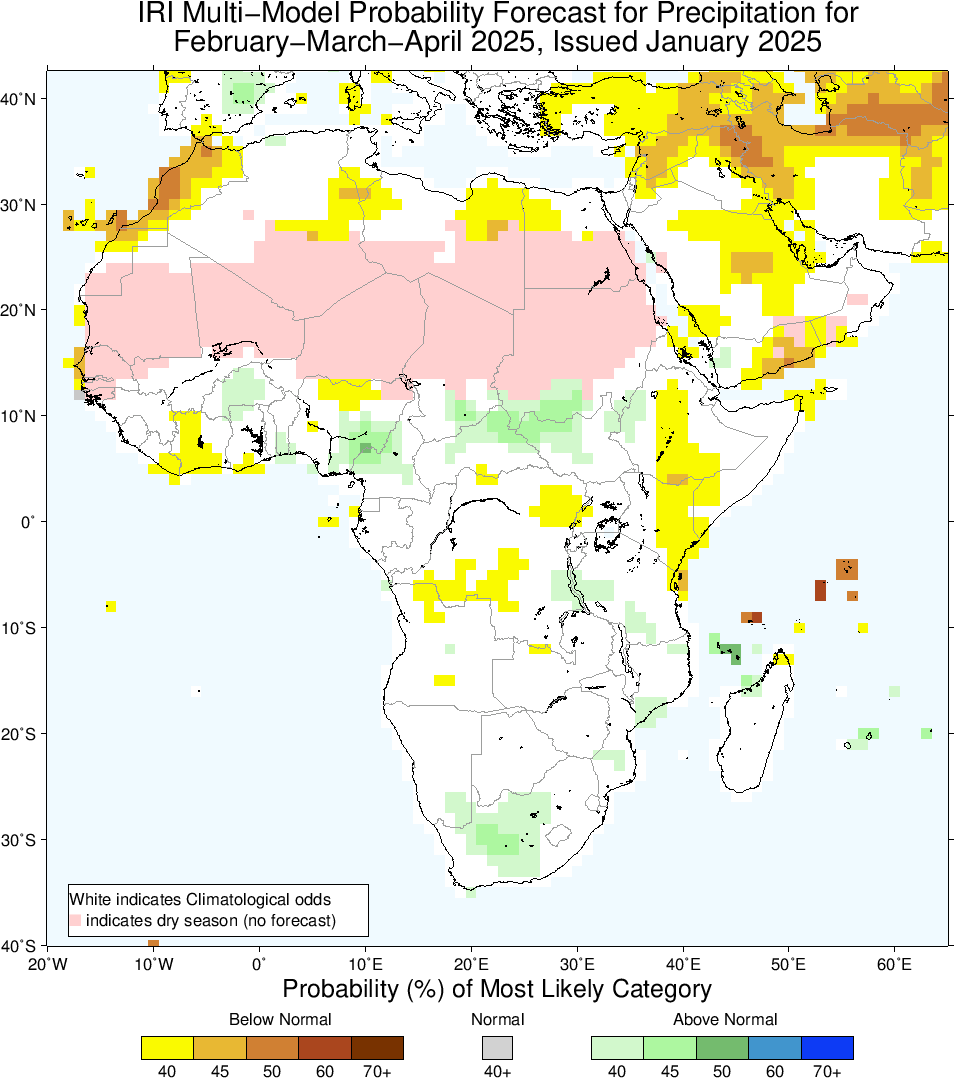 IRI Multi−Model Probability Forecast for Precipitation for
February−March−April 2025, Issued January 2025
40˚N
30˚N
20˚N
10˚N
0˚
10˚S
20˚S
30˚S
40˚S
White indicates Climatological odds
indicates dry season (no forecast)
20˚W 10˚W 0˚ 10˚E 20˚E 30˚E 40˚E 50˚E 60˚E
Probability (%) of Most Likely Category
Below Normal Normal Above Normal
40 45 50 60 70+ 40+ 40 45 50 60 70+